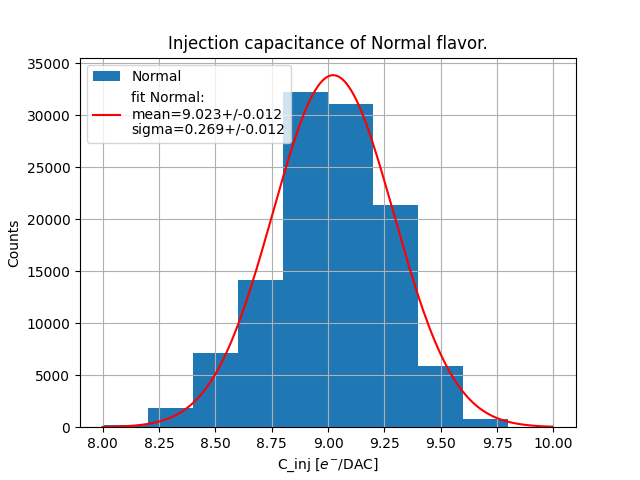 Injection capacitance of Normal flavor.
Normal
fit Normal:
mean=9.023+/-0.012
sigma=0.269+/-0.012
Counts
35000
30000
25000
20000
15000
10000
5000
0
8.00 8.25 8.50 8.75 9.00 9.25 9.50 9.75 10.00
C_inj [e⁻/DAC]